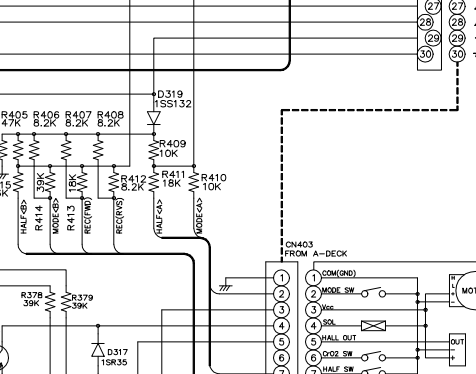 27 27
28 28
29 29
30 30
D319
1SS132
R405 R406 R407 R408
47K 8.2K 8.2K 8.2K
R409
10K
R411
18K
R410
10K
R412
8.2K
39K
18K
R414
R413
HALF<B>
MODE<B>
REC(FWD)
REC(RVS)
HALF<A>
MODE<A>
CN403
FROM A-DECK
1 1 COM(GND)
2 2 MODE SW
3 3 Vcc
4 4 SOL
5 5 HALL OUT
6 6 CrO2 SW
7 7 HALF SW
H
L
+
-
MOT
OUT
R378
39K
R379
39K
D317
1SR35